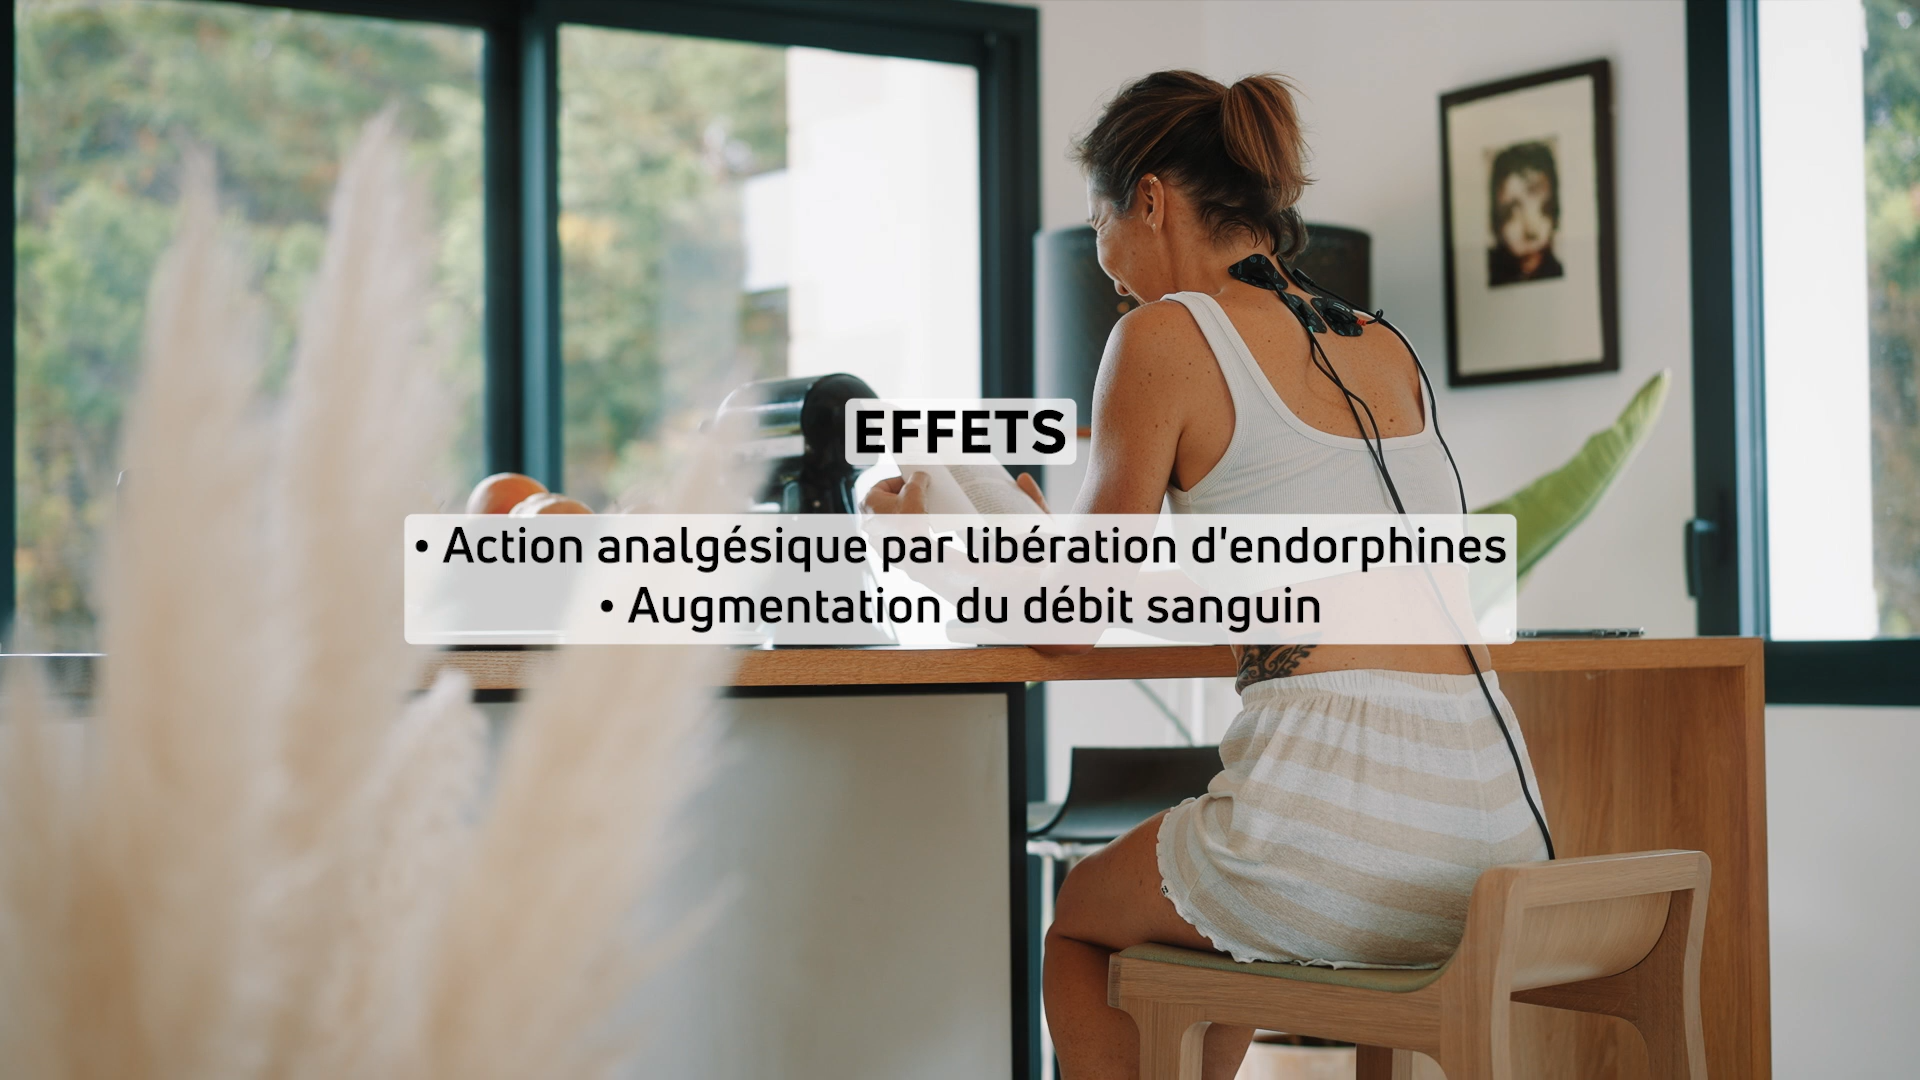 EFFETS
• Action analgésique par libération d'endorphines
• Augmentation du débit sanguin